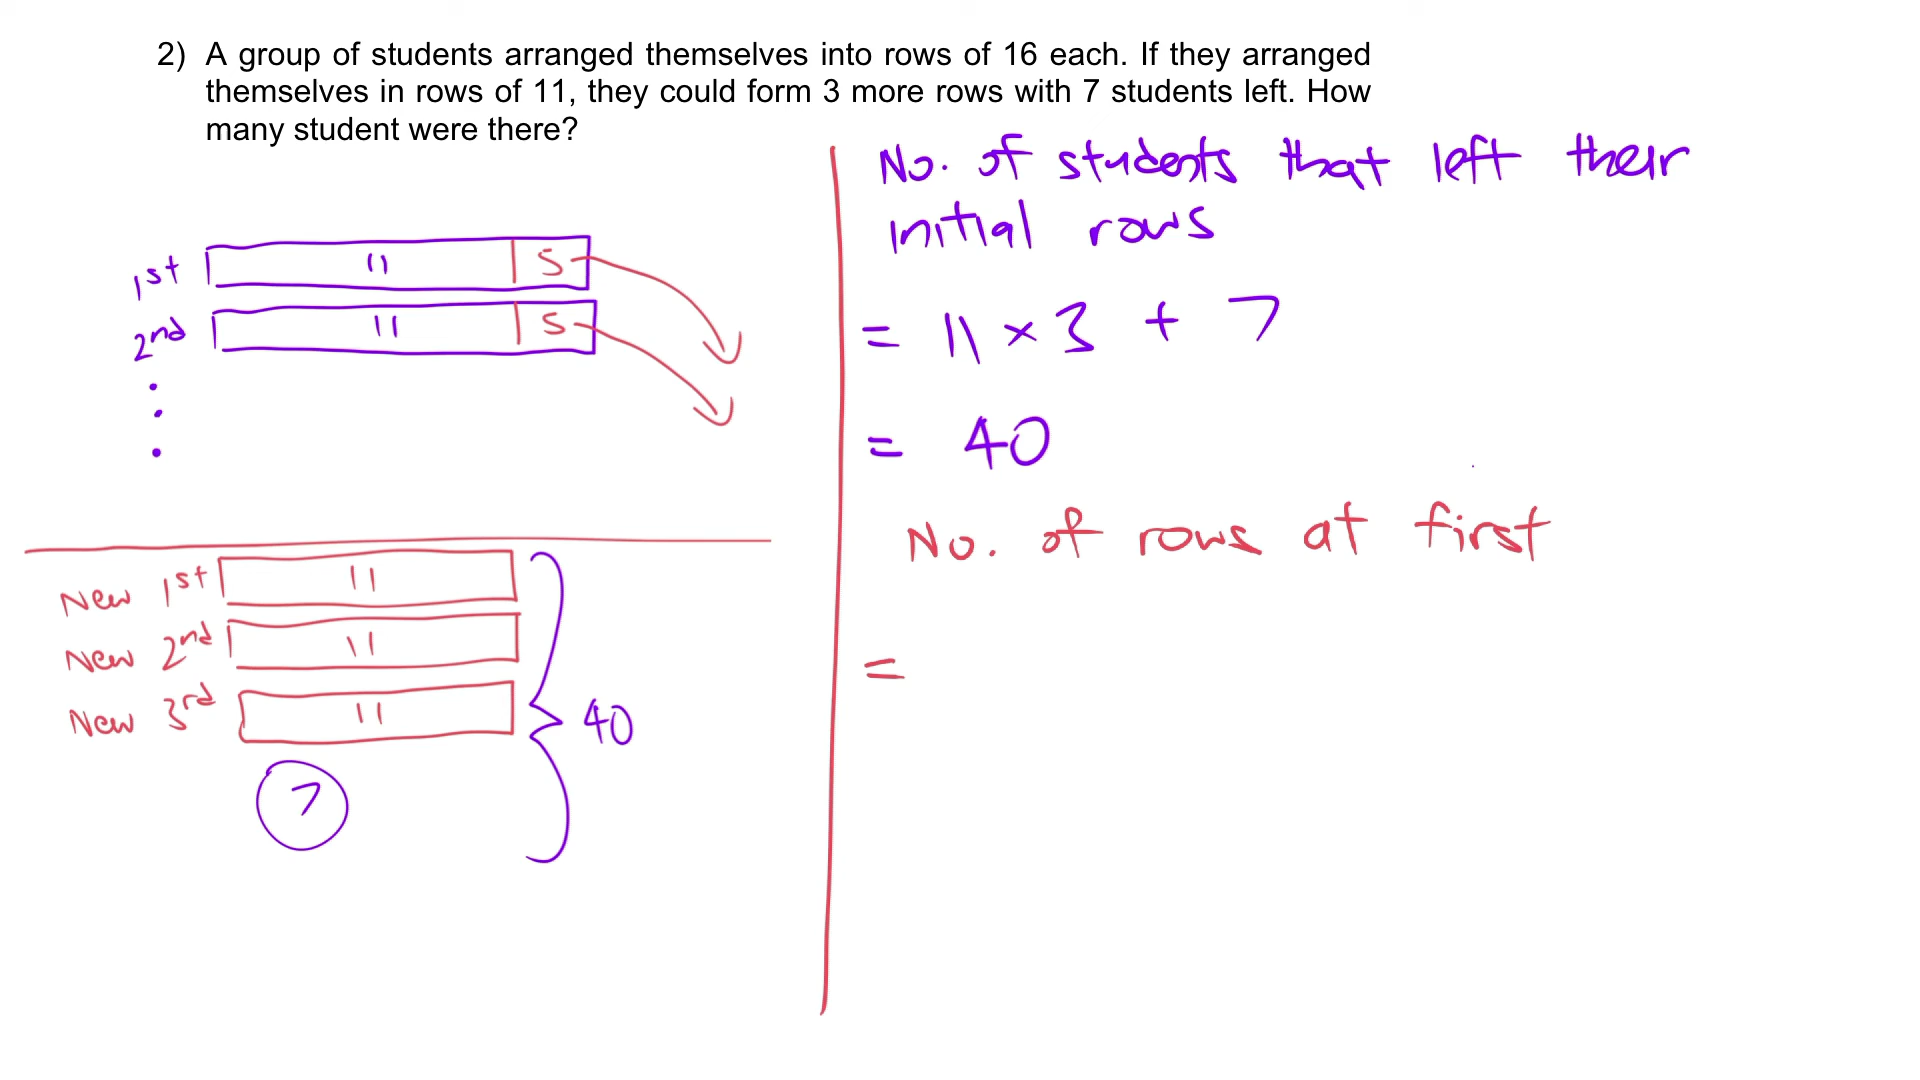 2) A group of students arranged themselves into rows of 16 each. If they arranged
themselves in rows of 11, they could form 3 more rows with 7 students left. How
many student were there?
1st 11 5
2nd 11 5
New 1st 11
New 2nd 11
New 3rd 11
40
7
No. of students that left their
initial rows
= 11 × 3 + 7
= 40
No. of rows at first
=